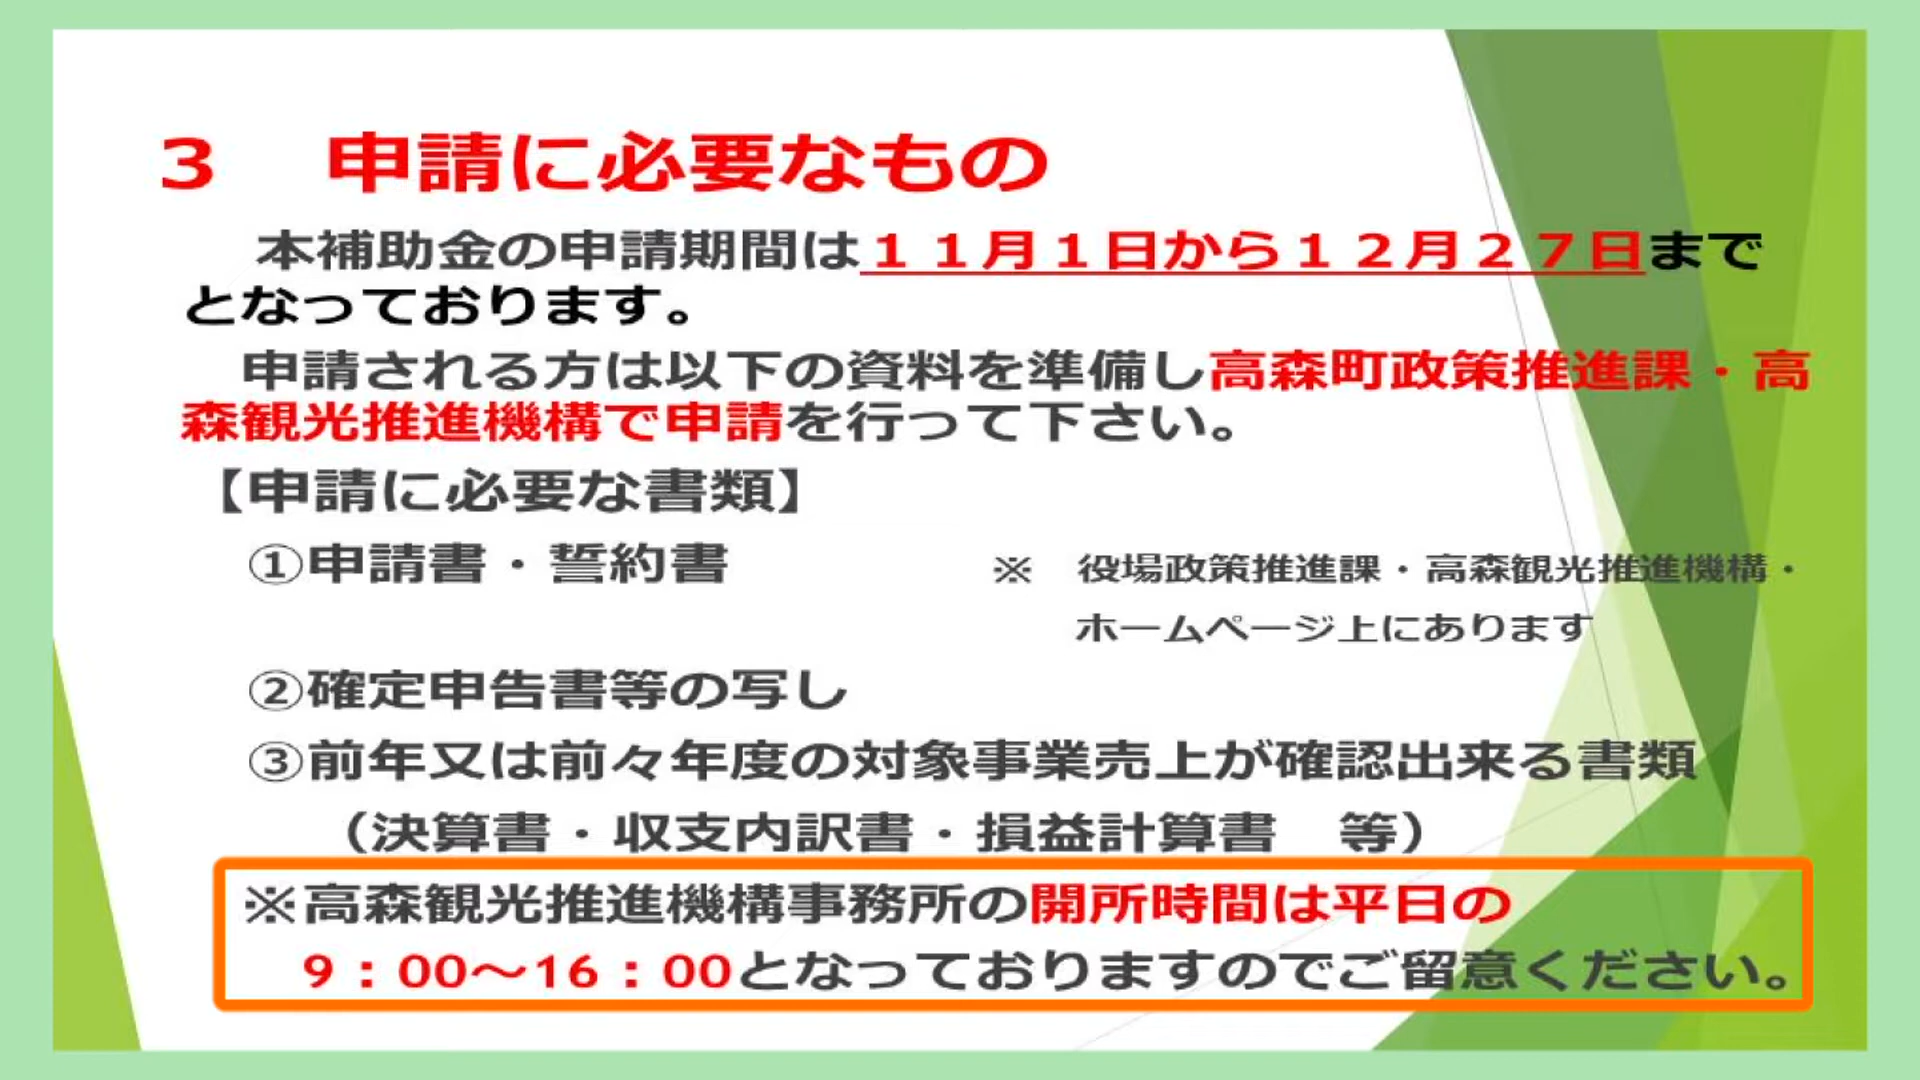 ３　申請に必要なもの
本補助金の申請期間は１１月１日から１２月２７日まで
となっております。
申請される方は以下の資料を準備し高森町政策推進課・高
森観光推進機構で申請を行って下さい。
【申請に必要な書類】
①申請書・誓約書　※　役場政策推進課・高森観光推進機構・
ホームページ上にあります
②確定申告書等の写し
③前年又は前々年度の対象事業売上が確認出来る書類
（決算書・収支内訳書・損益計算書　等）
※高森観光推進機構事務所の開所時間は平日の
9：00～16：00となっておりますのでご留意ください。